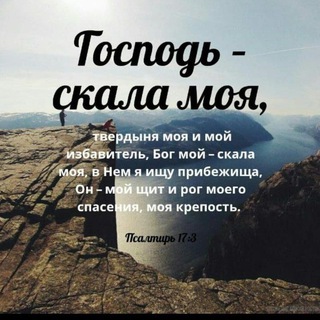 Господь –
скала моя,
твердыня моя и мой
избавитель, Бог мой – скала
моя, в Нем я ищу прибежища,
Он – мой щит и рог моего
спасения, моя крепость.
Псалтирь 17:3